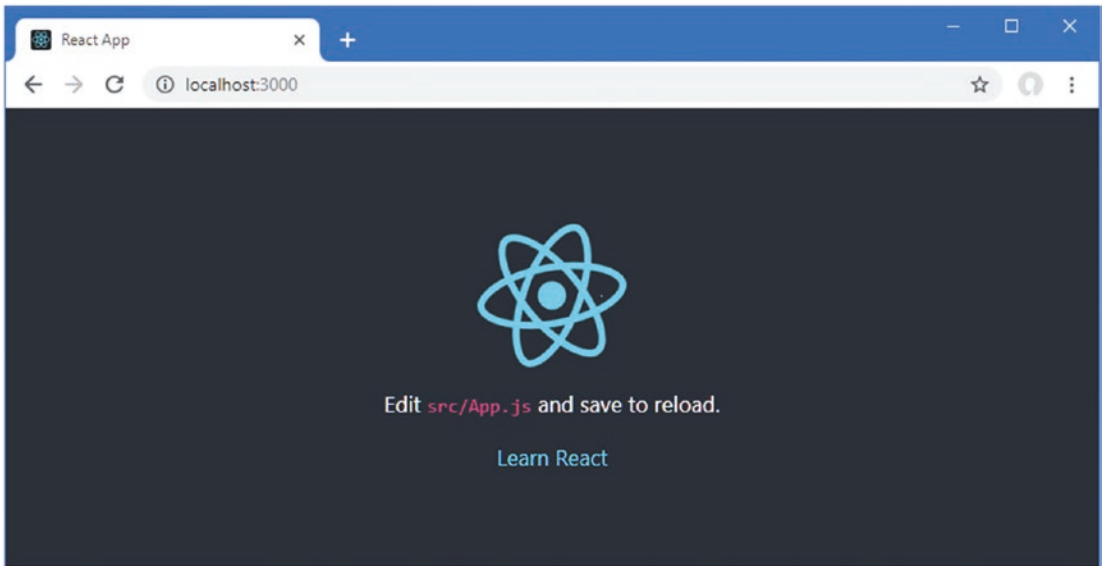 React App
localhost:3000
Edit src/App.js and save to reload.
Learn React